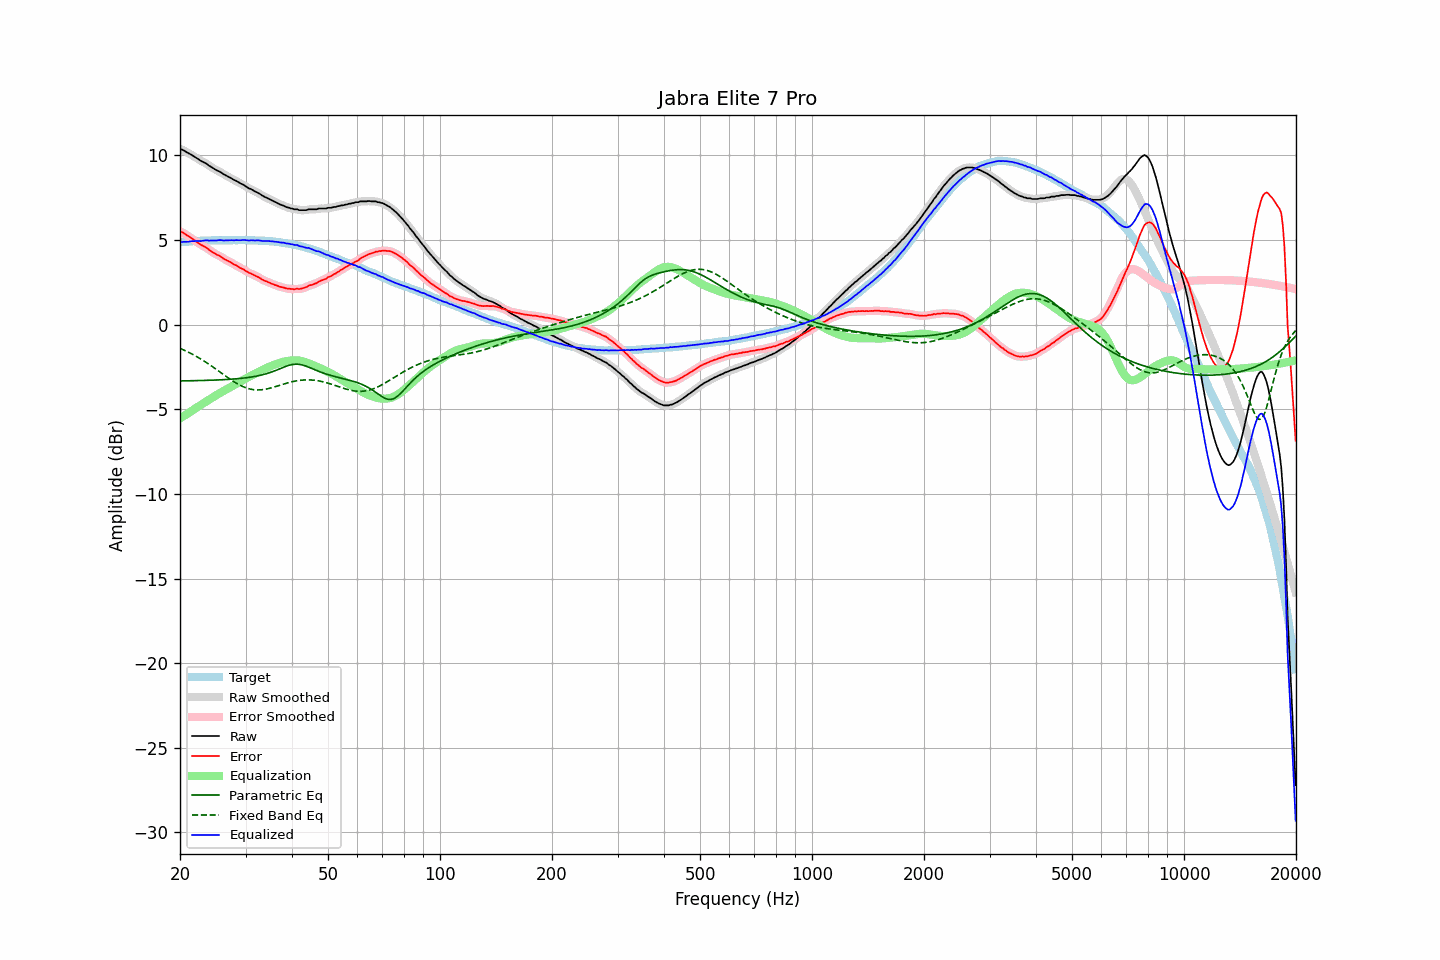 Jabra Elite 7 Pro
Amplitude (dBr)
10
5
0
−5
−10
−15
−20
−25
−30
Target
Raw Smoothed
Error Smoothed
Raw
Error
Equalization
Parametric Eq
Fixed Band Eq
Equalized
20 50 100 200 500 1000 2000 5000 10000 20000
Frequency (Hz)